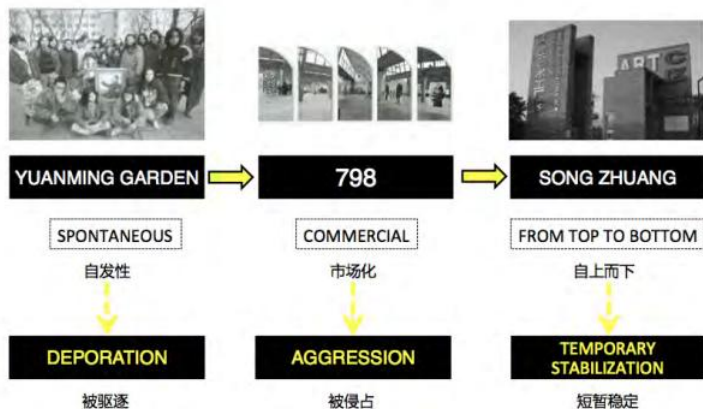 YUANMING GARDEN
798
SONG ZHUANG
SPONTANEOUS
COMMERCIAL
FROM TOP TO BOTTOM
自发性
市场化
自上而下
DEPORATION
AGGRESSION
TEMPORARY
STABILIZATION
被驱逐
被侵占
短暂稳定
ART